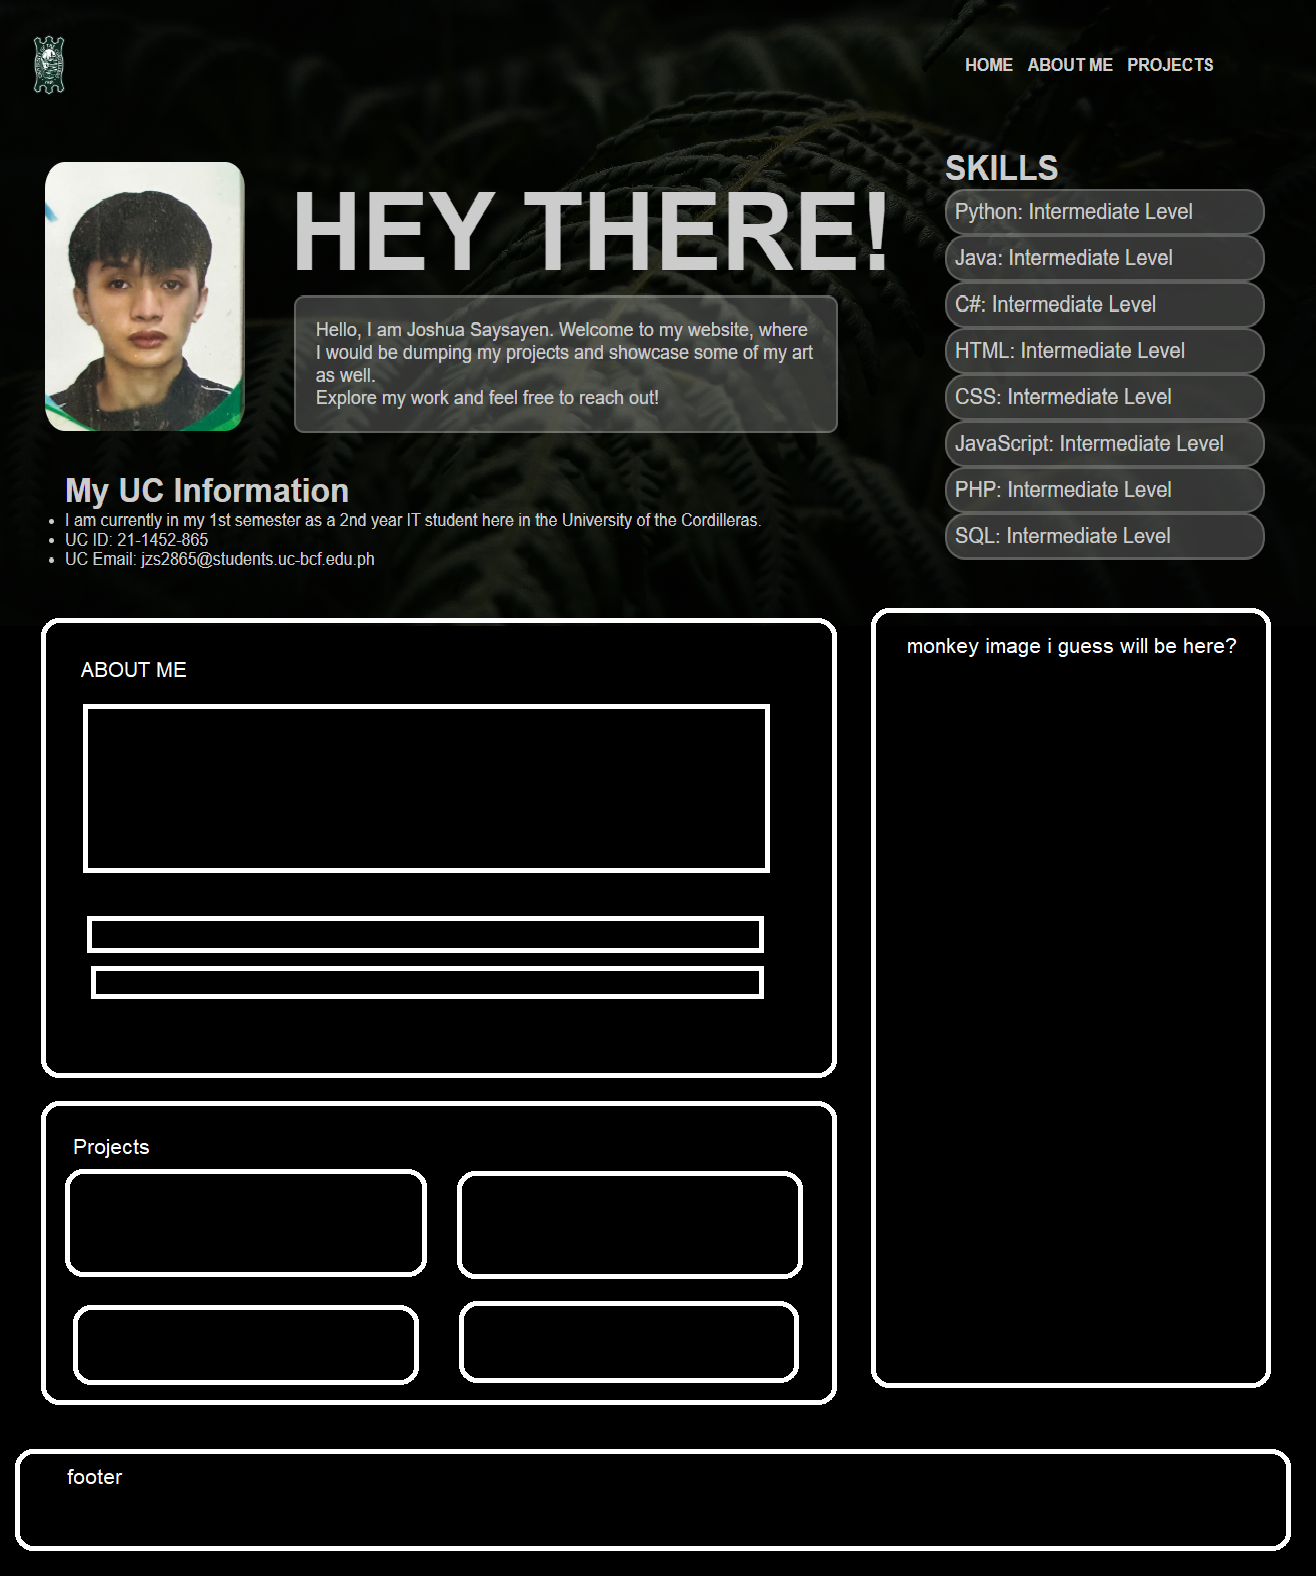 HOME ABOUT ME PROJECTS
HEY THERE!
Hello, I am Joshua Saysayen. Welcome to my website, where
I would be dumping my projects and showcase some of my art
as well.
Explore my work and feel free to reach out!
SKILLS
Python: Intermediate Level
Java: Intermediate Level
C#: Intermediate Level
HTML: Intermediate Level
CSS: Intermediate Level
JavaScript: Intermediate Level
PHP: Intermediate Level
SQL: Intermediate Level
My UC Information
I am currently in my 1st semester as a 2nd year IT student here in the University of the Cordilleras.
UC ID: 21-1452-865
UC Email: jzs2865@students.uc-bcf.edu.ph
ABOUT ME
monkey image i guess will be here?
Projects
footer